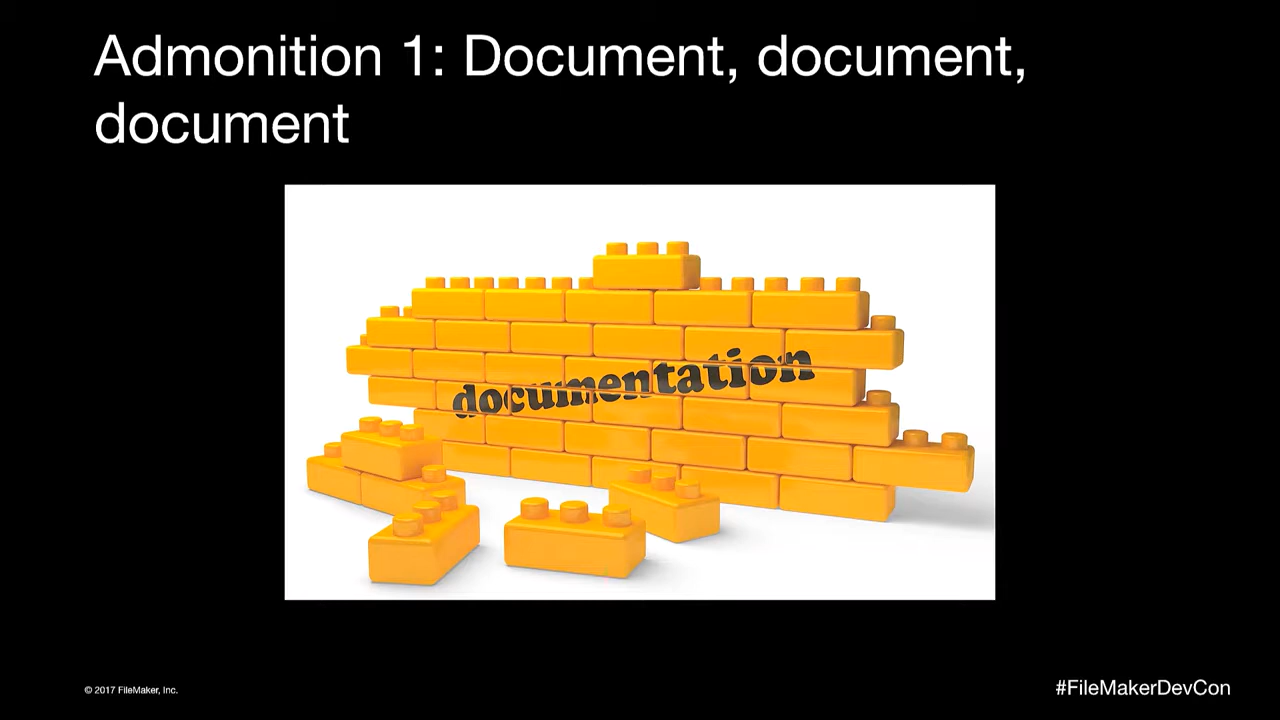 Admonition 1: Document, document,
document
documentation
© 2017 FileMaker, Inc.
#FileMakerDevCon